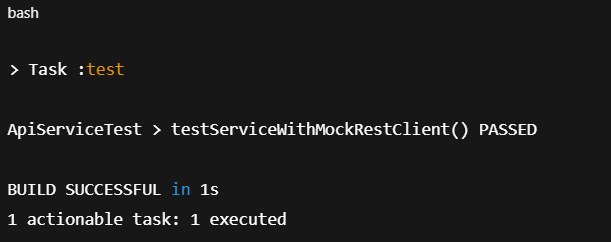 bash
> Task :test
ApiServiceTest > testServiceWithMockRestClient() PASSED
BUILD SUCCESSFUL in 1s
1 actionable task: 1 executed